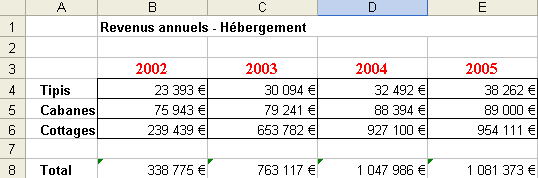 A B C D E
1 Revenus annuels - Hébergement
2
3 2002 2003 2004 2005
4 Tipis 23 393 € 30 094 € 32 492 € 38 262 €
5 Cabanes 75 943 € 79 241 € 88 394 € 89 000 €
6 Cottages 239 439 € 653 782 € 927 100 € 954 111 €
7
8 Total 338 775 € 763 117 € 1 047 986 € 1 081 373 €